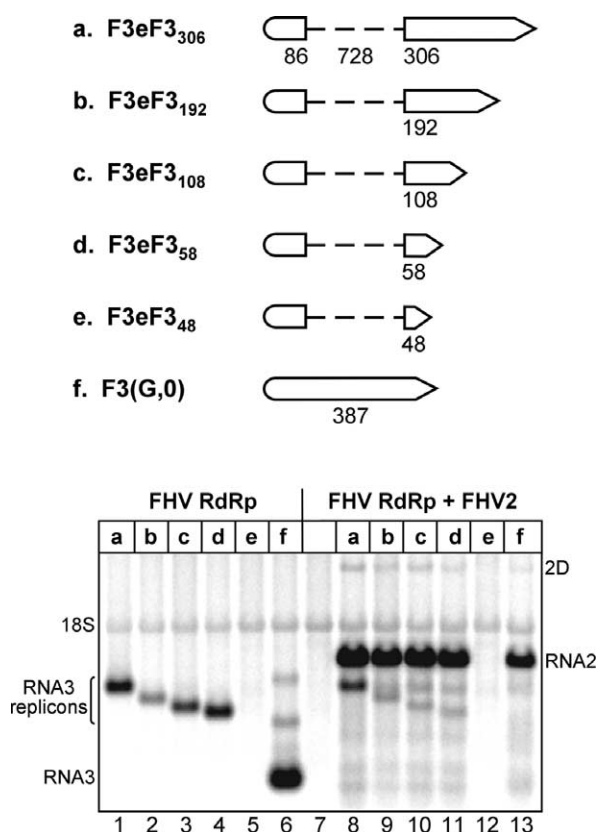 a. F3eF3306
86 728 306
b. F3eF3192
192
c. F3eF3108
108
d. F3eF358
58
e. F3eF348
48
f. F3(G,0)
387
FHV RdRp FHV RdRp + FHV2
a b c d e f a b c d e f
2D
18S
RNA2
RNA3
replicons
RNA3
1 2 3 4 5 6 7 8 9 10 11 12 13